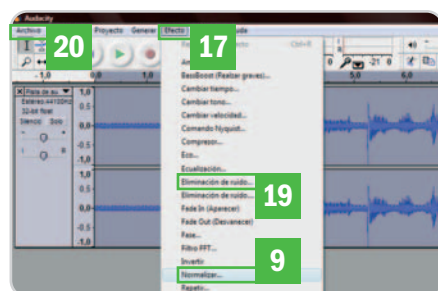 Audacity
Archivo
20
Proyecto Generar Efecto
17
uda
Ctrl+R
-21 0
- 1,0 0,0 1,0 5,0 6,0
BassBoost (Realzar graves)...
Cambiar tiempo...
Cambiar tono...
Cambiar velocidad...
Comando Nyquist...
Compresor...
Eco...
Ecualización...
Eliminación de ruido...
19
Eliminación de ruido...
Fade In (Aparecer)
Fade Out (Desvanecer)
Fase...
Filtro FFT...
Invertir
9
Normalizar...
Repetir...
X Pista de au
1,0
Estéreo,44100Hz
32-bit float
0,5
Silencio Solo
0,0
-0,5
-1,0
1,0
0,5
0,0
-0,5
-1,0